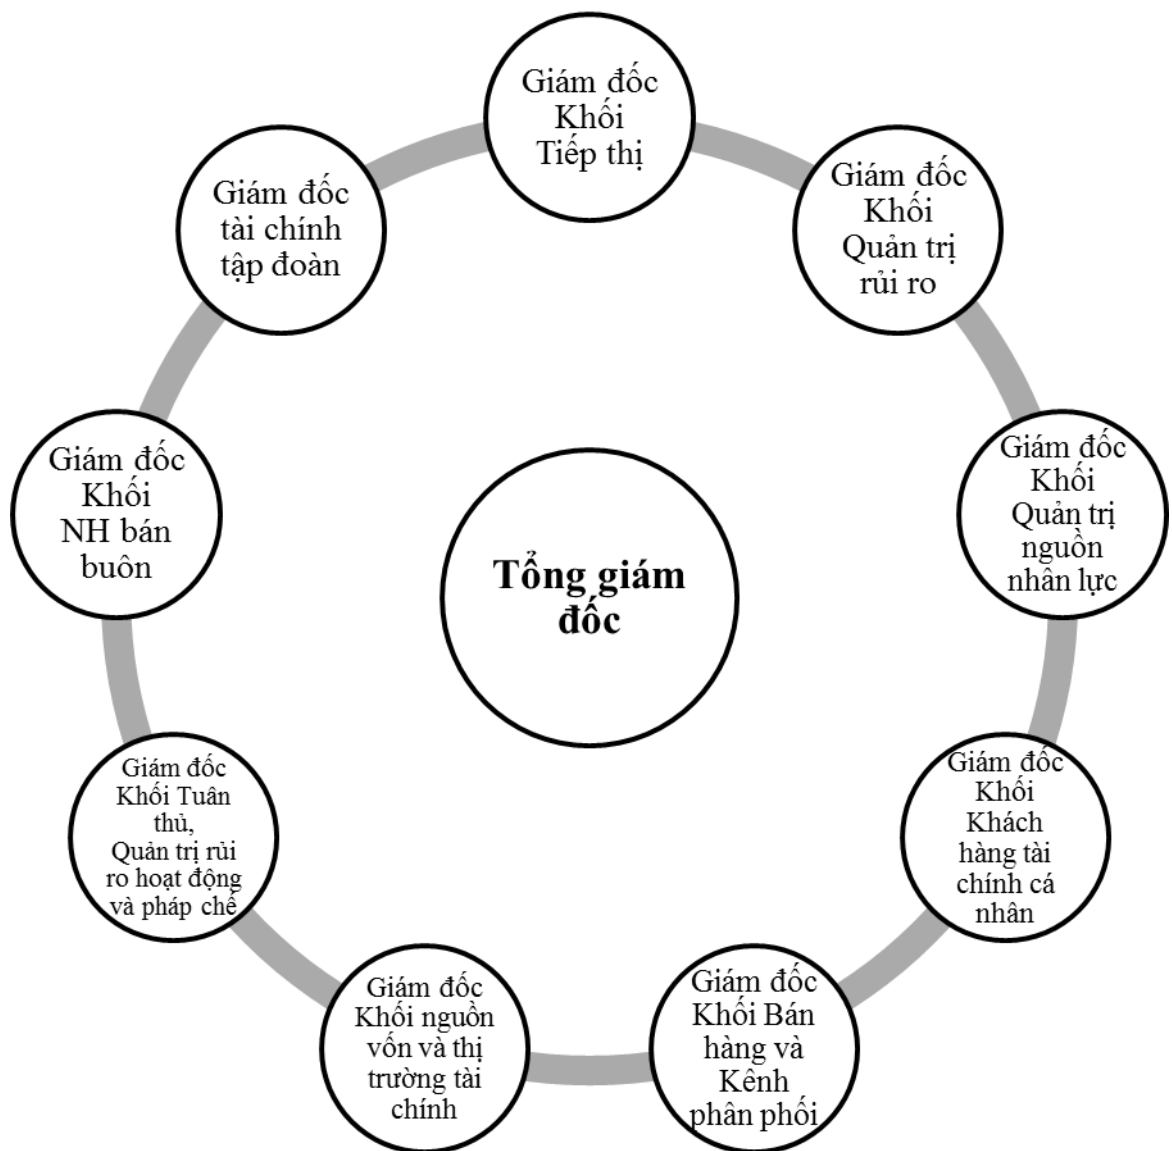 Giám đốc
Khối
Tiếp thị
Giám đốc
Khối
Quản trị
rủi ro
Giám đốc
Khối
Quản trị
nguồn
nhân lực
Giám đốc
Khối
Khách
hàng tài
chính cá
nhân
Giám đốc
Khối Bán
hàng và
Kênh
phân phối
Giám đốc
Khối nguồn
vốn và thị
trường tài
chính
Giám đốc
Khối Tuân
thủ,
Quản trị rủi
ro hoạt động
và pháp chế
Giám đốc
Khối
NH bán
buôn
Giám đốc
tài chính
tập đoàn
Tổng giám
đốc